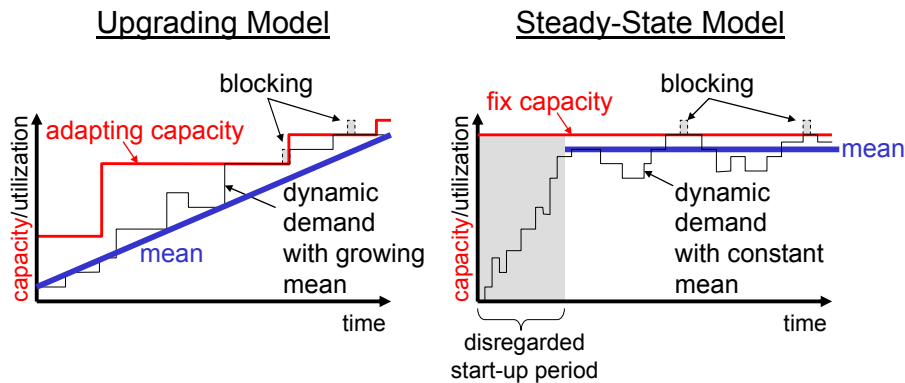 Upgrading Model
blocking
adapting capacity
capacity/utilization
mean
dynamic
demand
with growing
mean
time
Steady-State Model
blocking
fix capacity
mean
capacity/utilization
dynamic
demand
with constant
mean
time
disregarded
start-up period